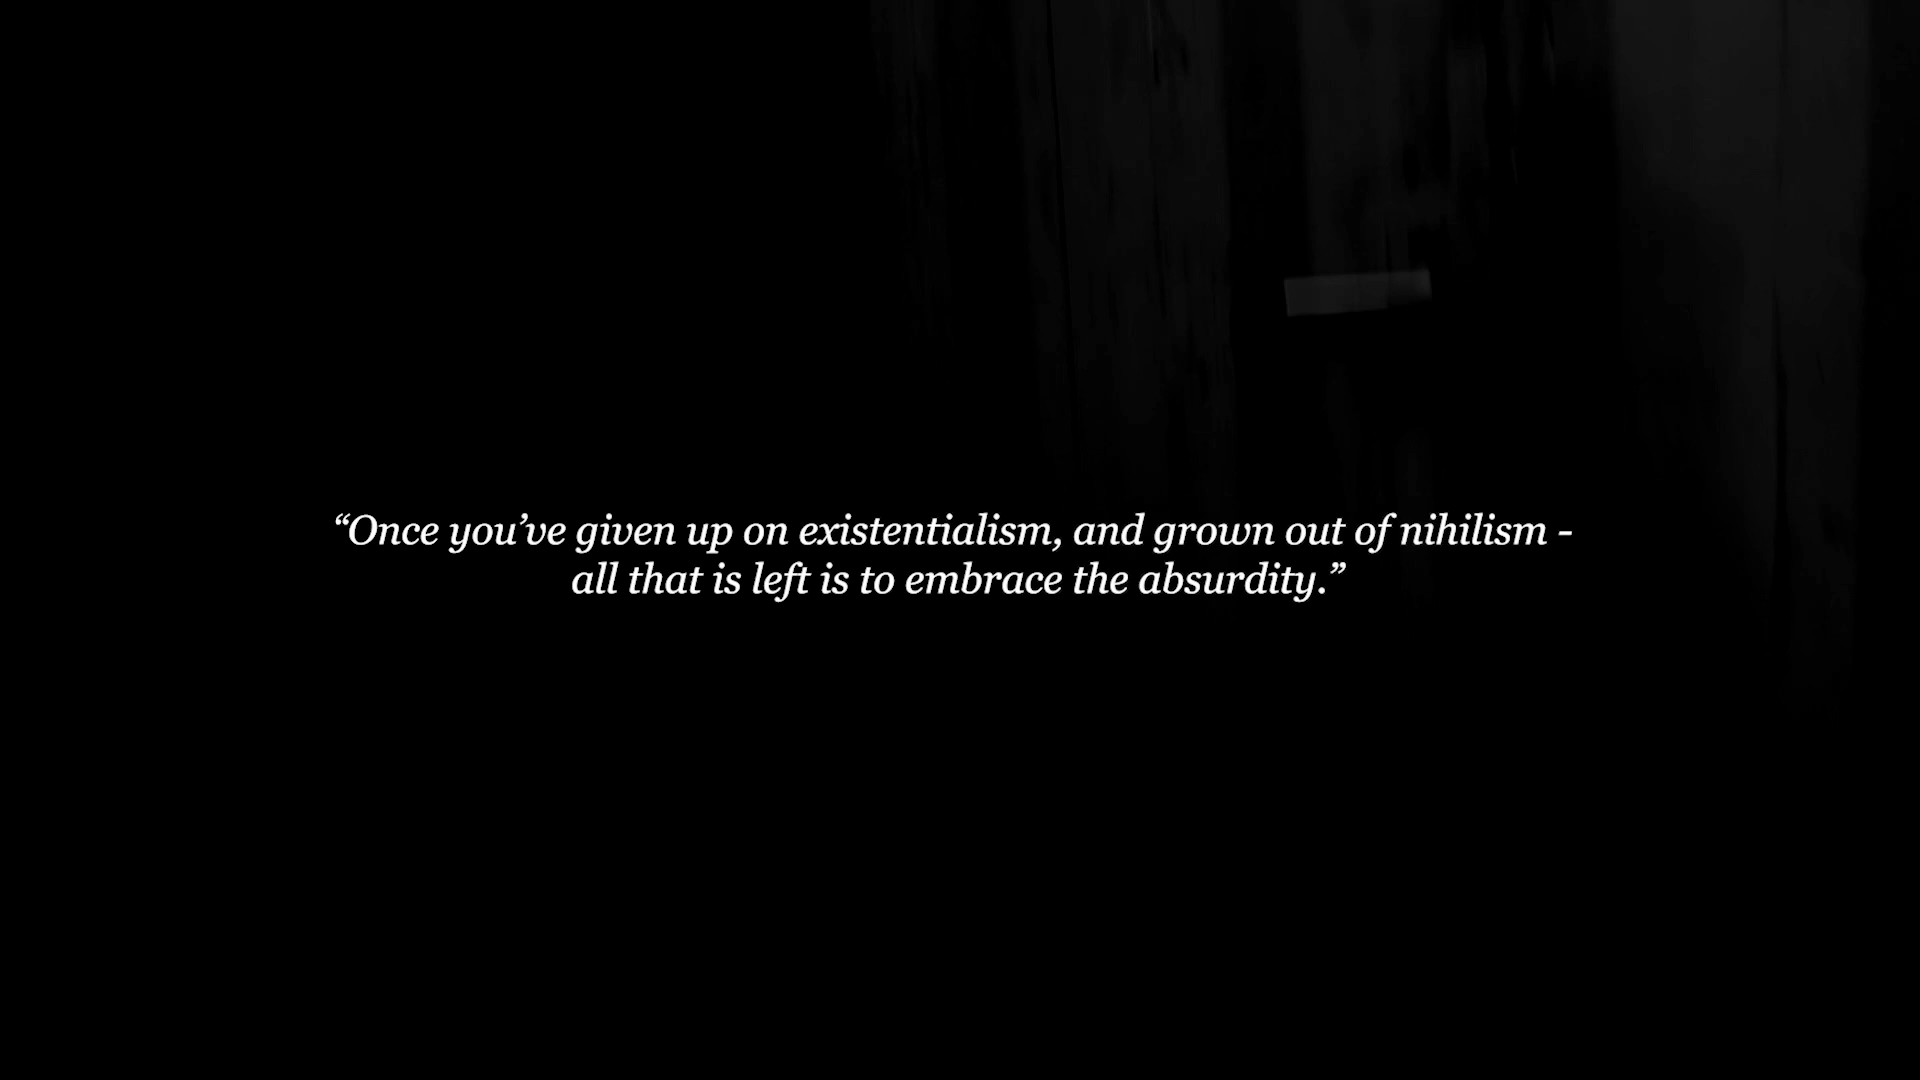 “Once you’ve given up on existentialism, and grown out of nihilism -
all that is left is to embrace the absurdity.”